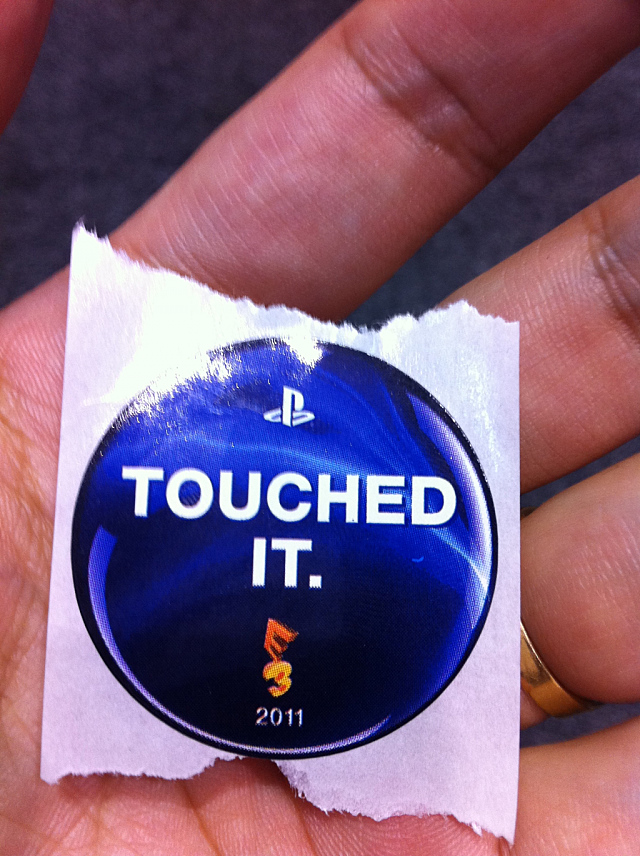 TOUCHED
IT.
E3
2011